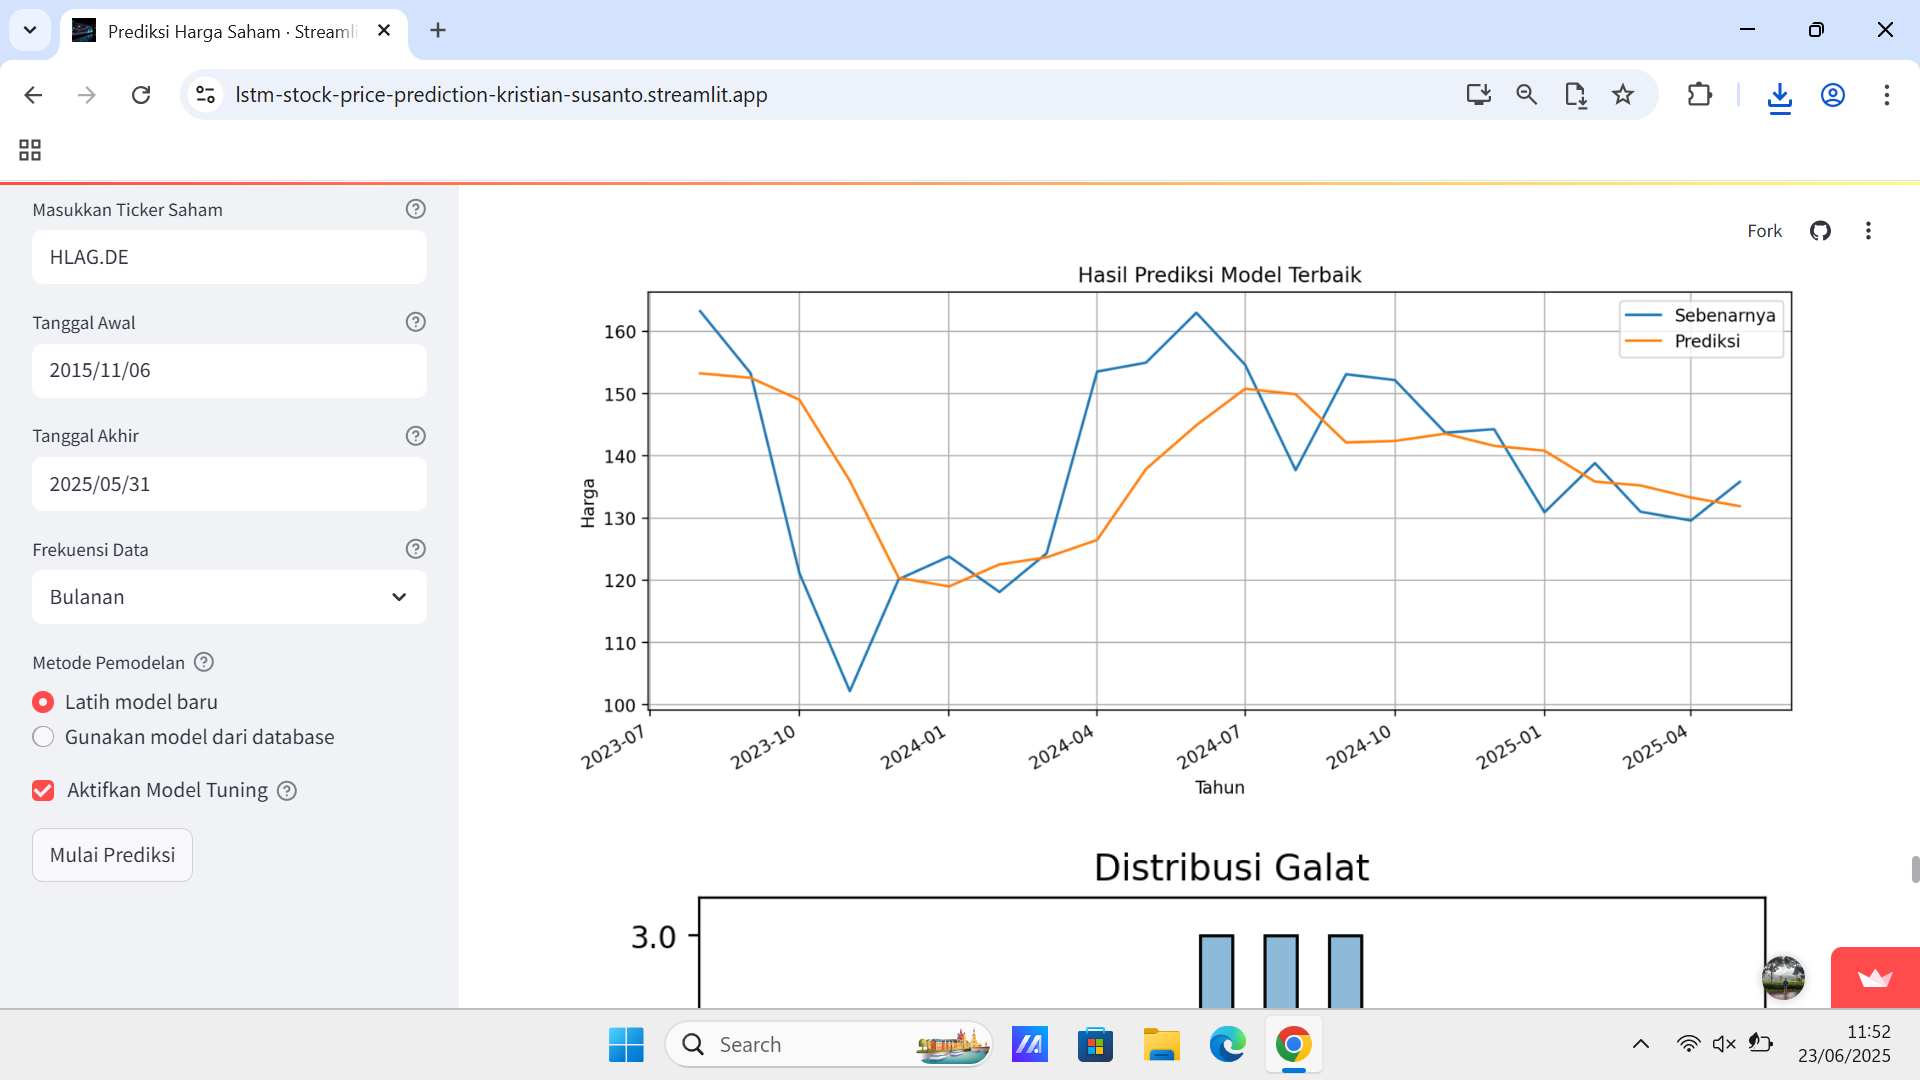 Prediksi Harga Saham · Streamli
lstm-stock-price-prediction-kristian-susanto.streamlit.app
Masukkan Ticker Saham
HLAG.DE
Tanggal Awal
2015/11/06
Tanggal Akhir
2025/05/31
Frekuensi Data
Bulanan
Metode Pemodelan
Latih model baru
Gunakan model dari database
Aktifkan Model Tuning
Mulai Prediksi
Fork
Hasil Prediksi Model Terbaik
Sebenarnya
Prediksi
160
150
140
130
120
110
100
Harga
2023-07
2023-10
2024-01
2024-04
2024-07
2024-10
2025-01
2025-04
Tahun
Distribusi Galat
3.0
Search
11:52
23/06/2025